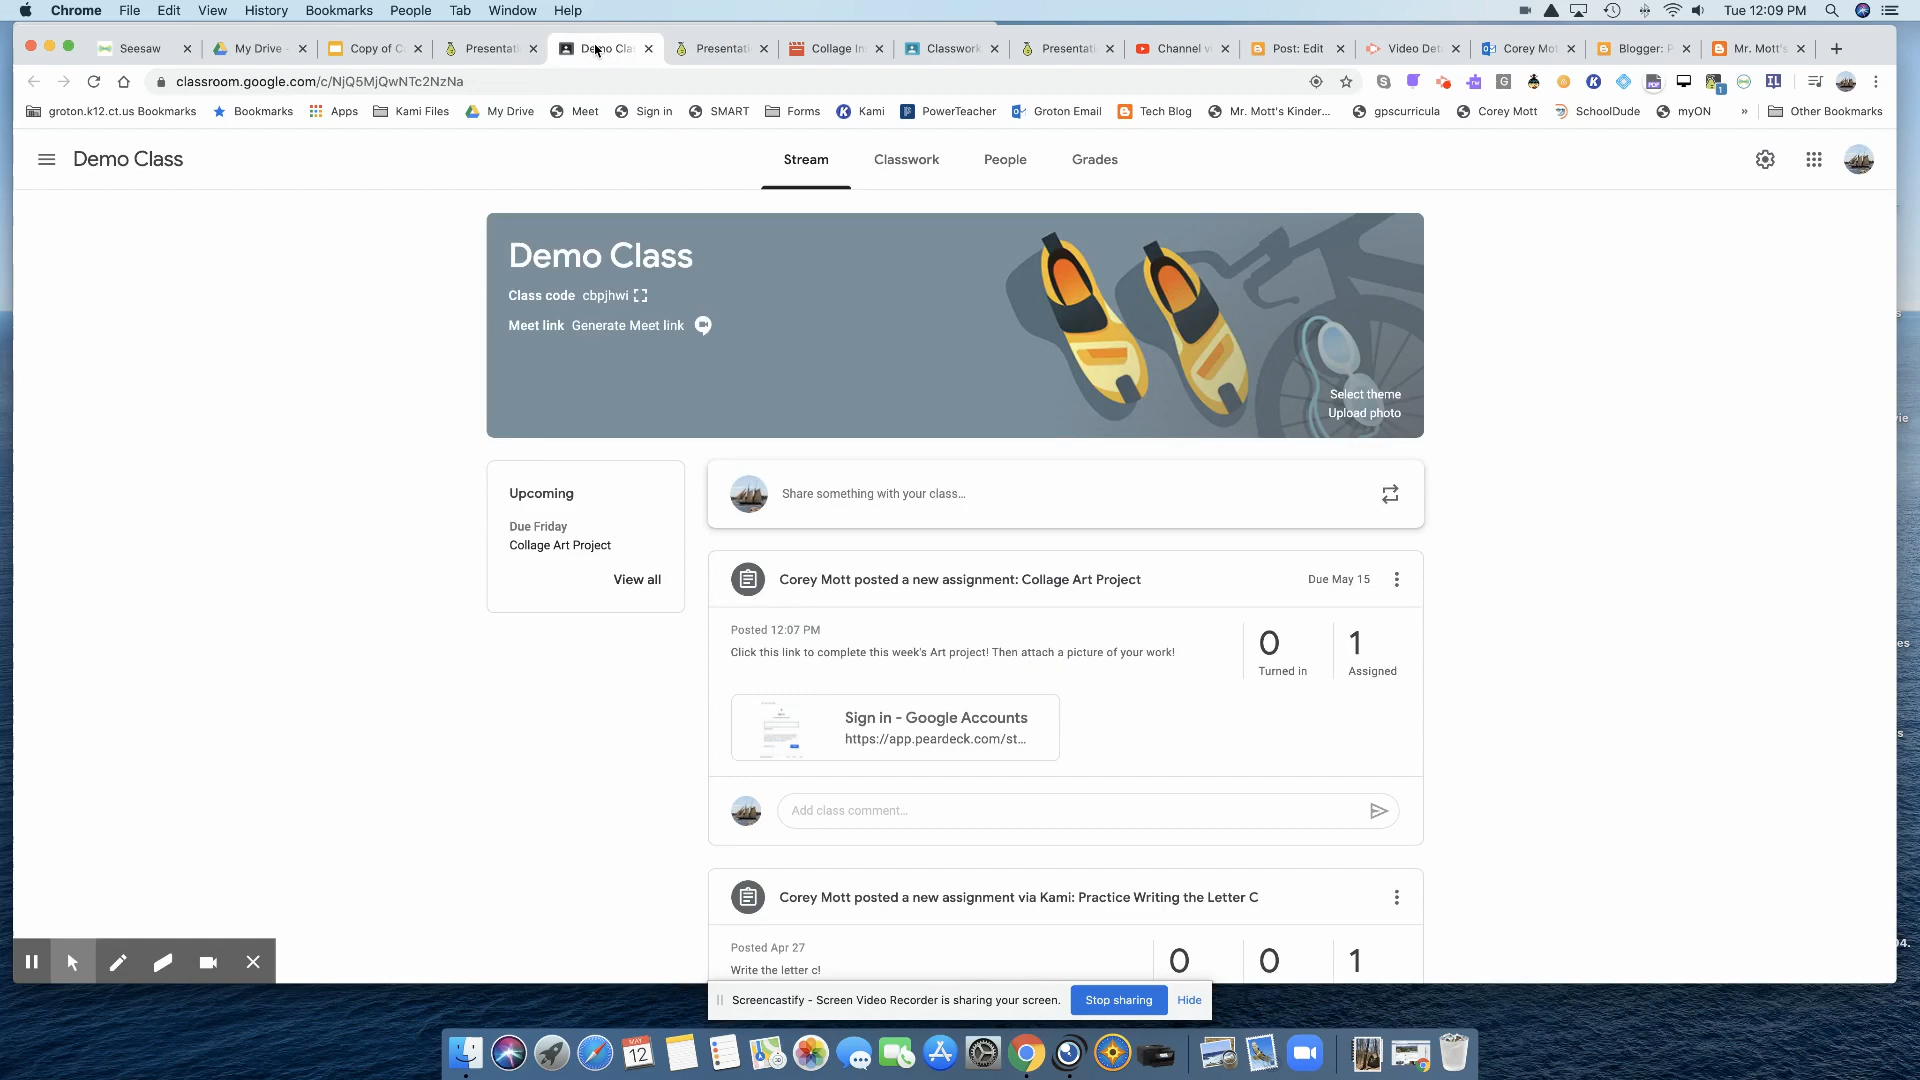 Chrome File Edit View History Bookmarks People Tab Window Help Tue 12:09 PM
Seesaw My Drive - Copy of C Presentati Demo Cla Presentati Collage In Classwork Presentati Channel vi Post: Edit Video Det Corey Mot Blogger: P Mr. Mott's
classroom.google.com/c/NjQ5MjQwNTc2NzNa
groton.k12.ct.us Bookmarks Bookmarks Apps Kami Files My Drive Meet Sign in SMART Forms Kami PowerTeacher Groton Email Tech Blog Mr. Mott's Kinder... gpscurricula Corey Mott SchoolDude myON » Other Bookmarks
Demo Class Stream Classwork People Grades
Demo Class
Class code cbpjhwi
Meet link Generate Meet link
Select theme
Upload photo
Upcoming
Due Friday
Collage Art Project
View all
Share something with your class...
Corey Mott posted a new assignment: Collage Art Project Due May 15
Posted 12:07 PM
Click this link to complete this week's Art project! Then attach a picture of your work!
0 1
Turned in Assigned
Sign in - Google Accounts
https://app.peardeck.com/st...
Add class comment...
Corey Mott posted a new assignment via Kami: Practice Writing the Letter C
Posted Apr 27
Write the letter c!
0 0 1
Screencastify - Screen Video Recorder is sharing your screen. Stop sharing Hide
MAY
12